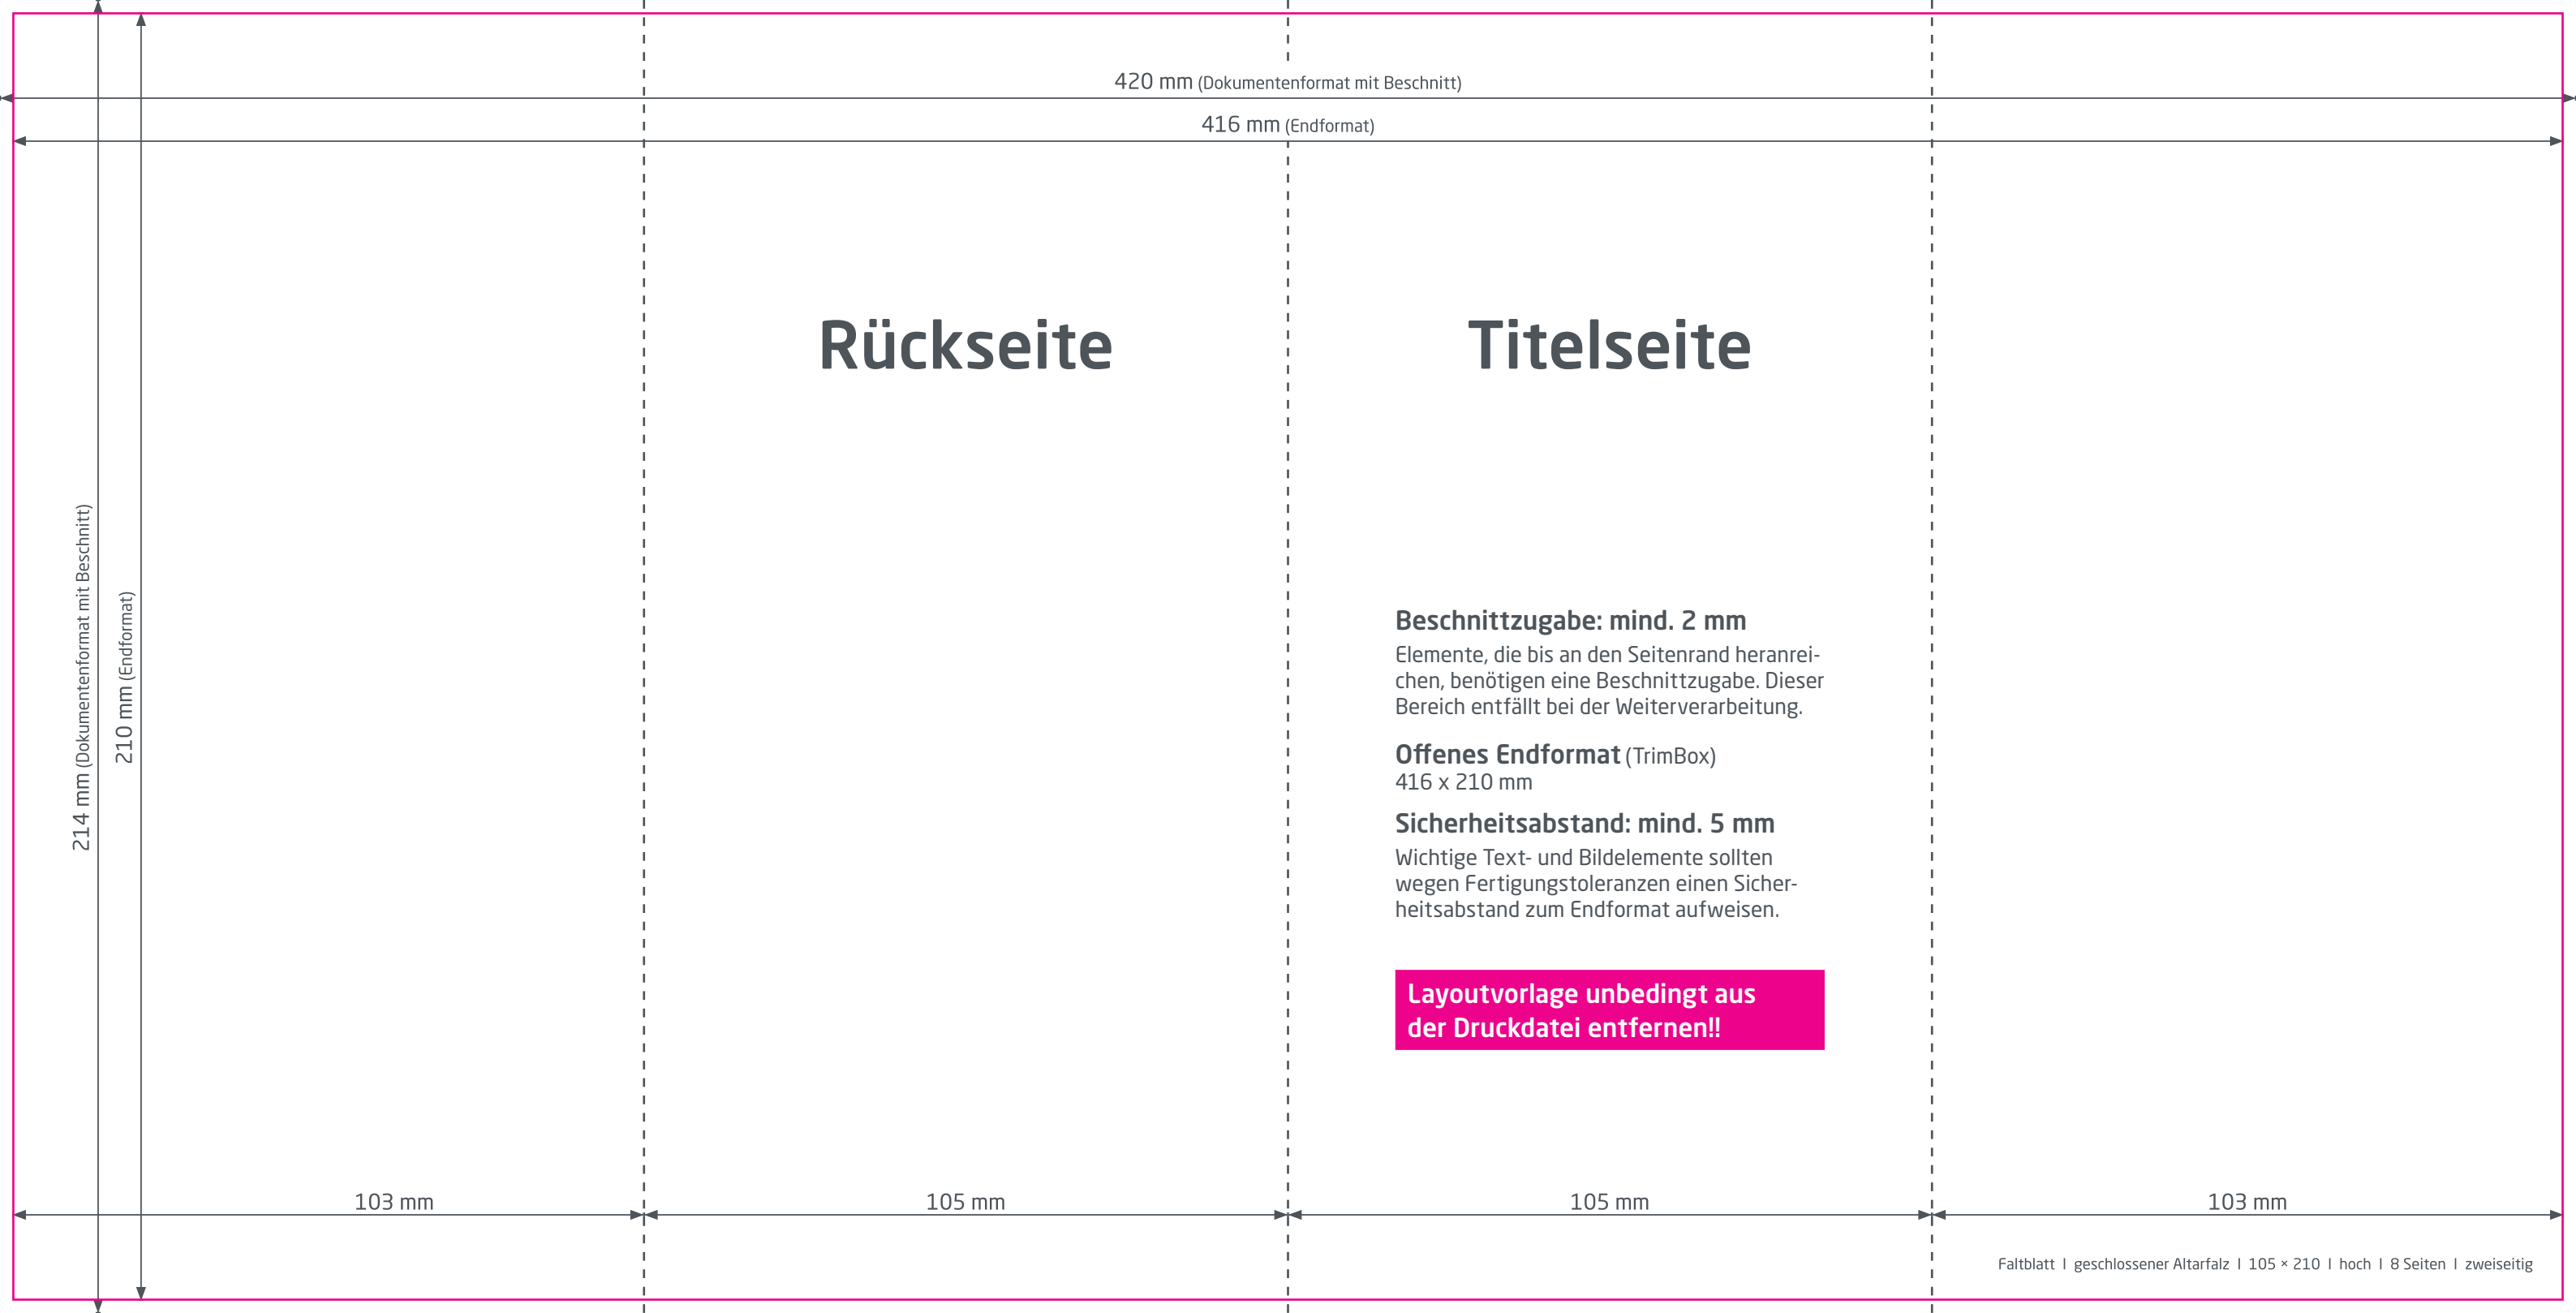 420 mm (Dokumentenformat mit Beschnitt)
416 mm (Endformat)
214 mm (Dokumentenformat mit Beschnitt)
210 mm (Endformat)
Rückseite
Titelseite
Beschnittzugabe: mind. 2 mm
Elemente, die bis an den Seitenrand heranrei-
chen, benötigen eine Beschnittzugabe. Dieser
Bereich entfällt bei der Weiterverarbeitung.
Offenes Endformat (TrimBox)
416 x 210 mm
Sicherheitsabstand: mind. 5 mm
Wichtige Text- und Bildelemente sollten
wegen Fertigungstoleranzen einen Sicher-
heitsabstand zum Endformat aufweisen.
Layoutvorlage unbedingt aus
der Druckdatei entfernen!!
103 mm
105 mm
105 mm
103 mm
Faltblatt I geschlossener Altarfalz I 105 × 210 I hoch I 8 Seiten I zweiseitig